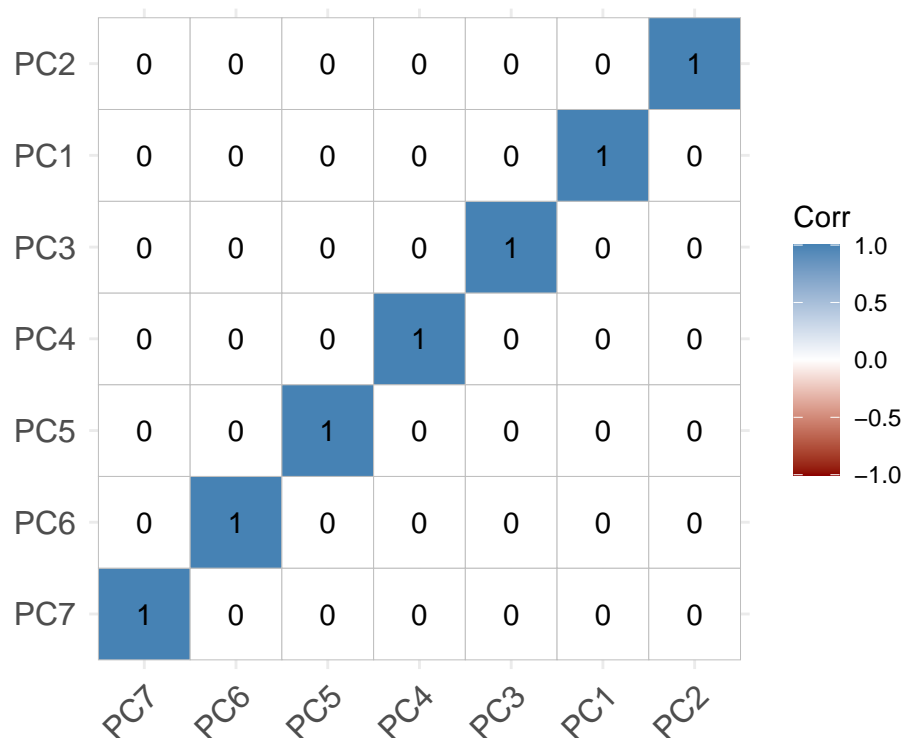 PC2 0 0 0 0 0 0 1
PC1 0 0 0 0 0 1 0
PC3 0 0 0 0 1 0 0
PC4 0 0 0 1 0 0 0
PC5 0 0 1 0 0 0 0
PC6 0 1 0 0 0 0 0
PC7 1 0 0 0 0 0 0
PC7 PC6 PC5 PC4 PC3 PC1 PC2
Corr
1.0
0.5
0.0
−0.5
−1.0